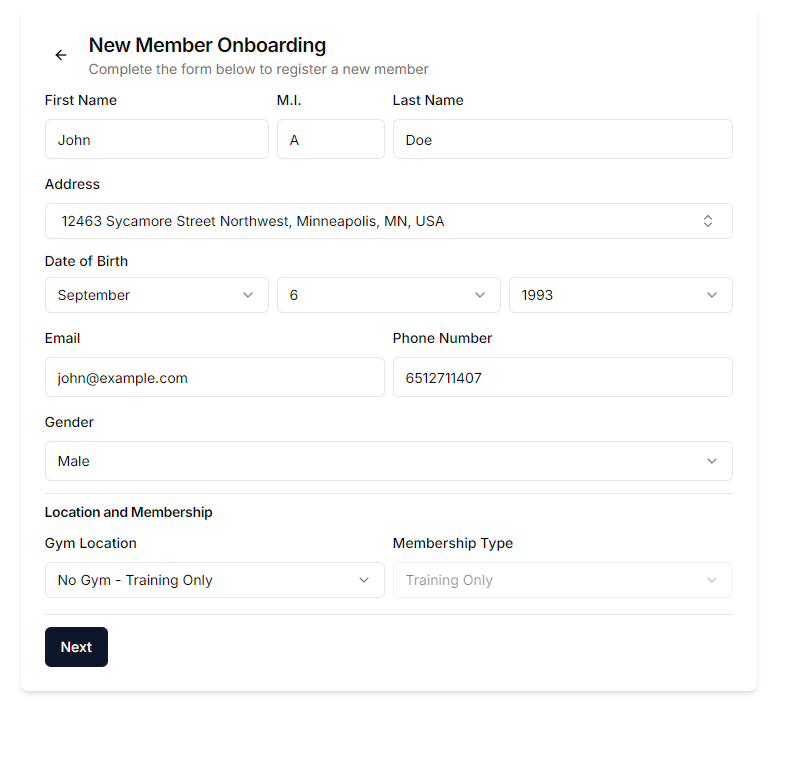 New Member Onboarding
Complete the form below to register a new member
First Name M.I. Last Name
John A Doe
Address
12463 Sycamore Street Northwest, Minneapolis, MN, USA
Date of Birth
September 6 1993
Email Phone Number
john@example.com 6512711407
Gender
Male
Location and Membership
Gym Location Membership Type
No Gym - Training Only Training Only
Next